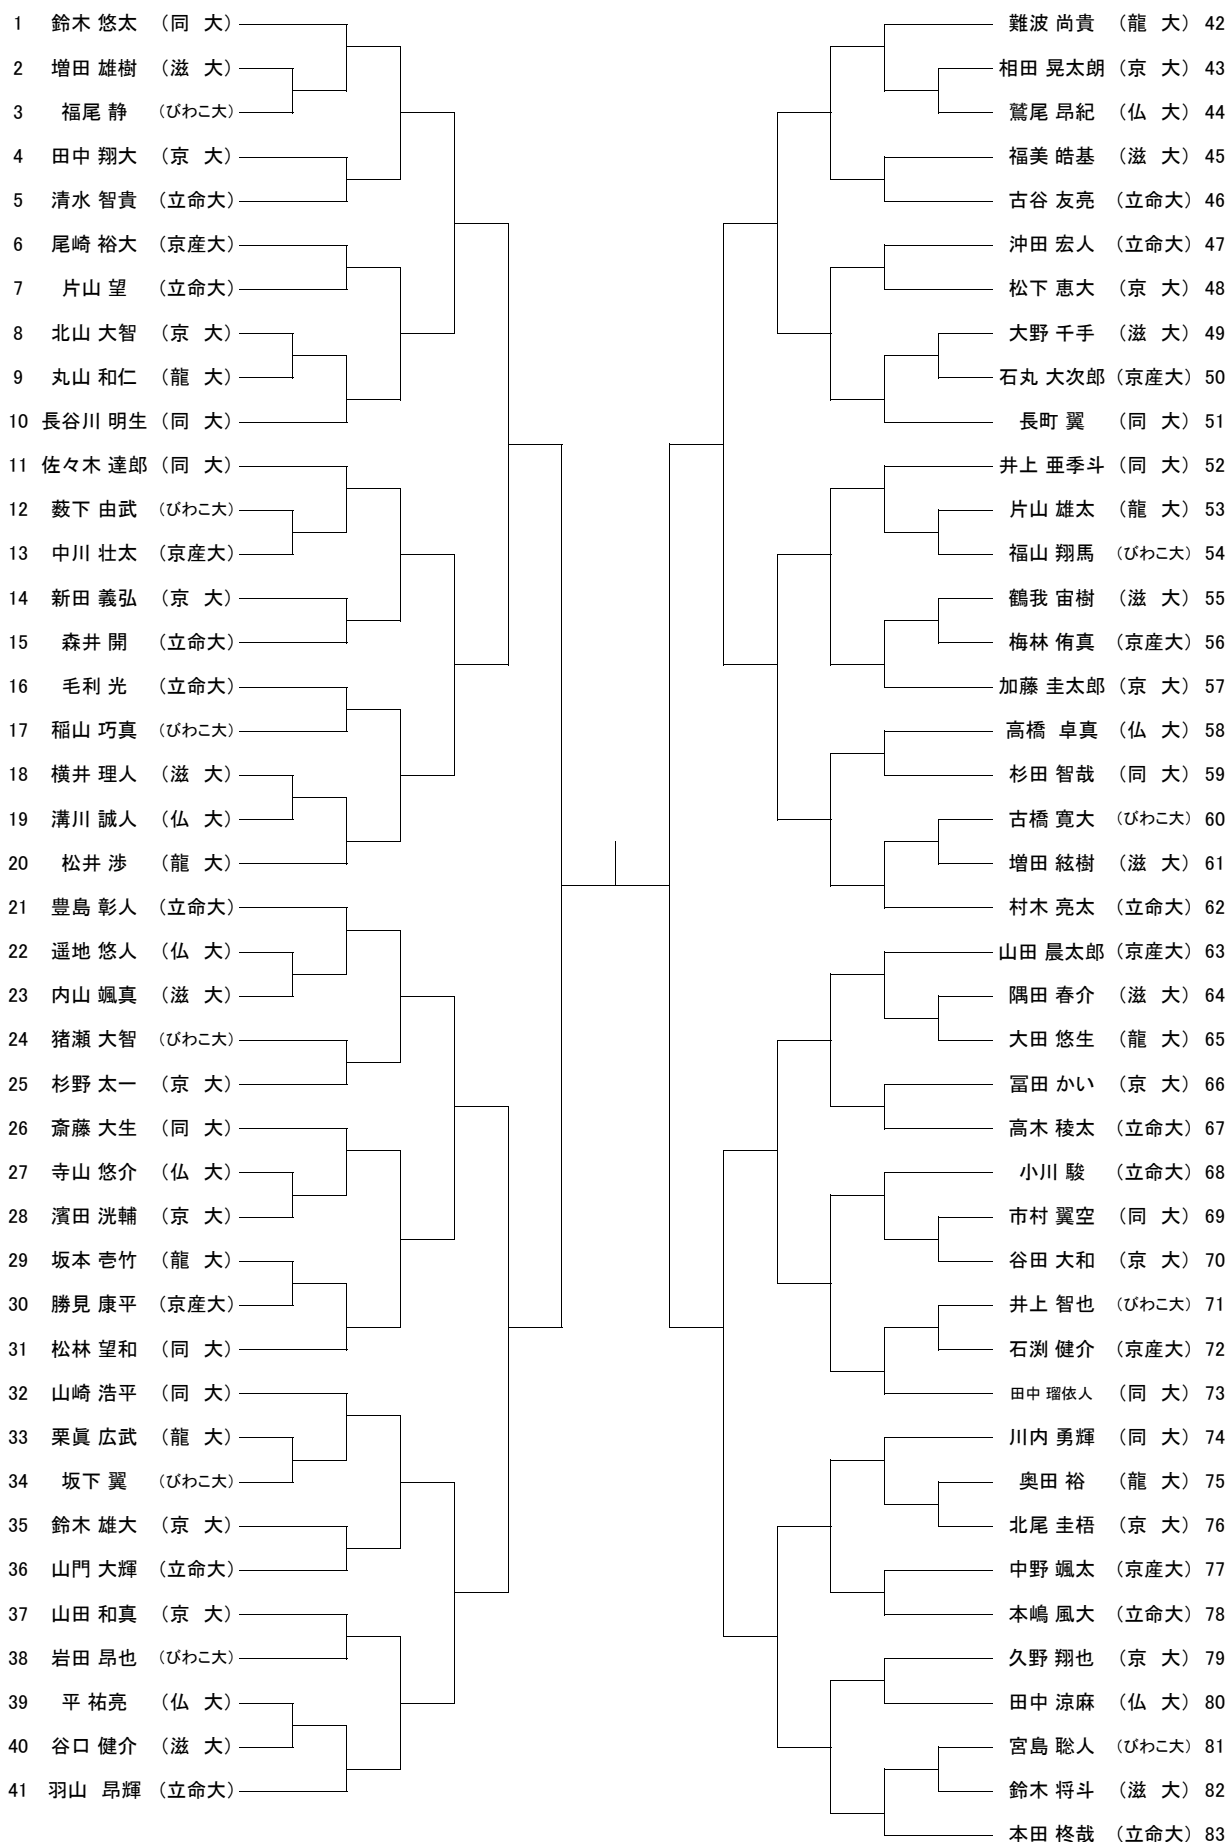 1 鈴木 悠太 （同 大）
2 増田 雄樹 （滋 大）
3 福尾 静 （びわこ大）
4 田中 翔大 （京 大）
5 清水 智貴 （立命大）
6 尾崎 裕大 （京産大）
7 片山 望 （立命大）
8 北山 大智 （京 大）
9 丸山 和仁 （龍 大）
10 長谷川 明生 （同 大）
11 佐々木 達郎 （同 大）
12 薮下 由武 （びわこ大）
13 中川 壮太 （京産大）
14 新田 義弘 （京 大）
15 森井 開 （立命大）
16 毛利 光 （立命大）
17 稲山 巧真 （びわこ大）
18 横井 理人 （滋 大）
19 溝川 誠人 （仏 大）
20 松井 渉 （龍 大）
21 豊島 彰人 （立命大）
22 遥地 悠人 （仏 大）
23 内山 颯真 （滋 大）
24 猪瀬 大智 （びわこ大）
25 杉野 太一 （京 大）
26 斎藤 大生 （同 大）
27 寺山 悠介 （仏 大）
28 濱田 洸輔 （京 大）
29 坂本 壱竹 （龍 大）
30 勝見 康平 （京産大）
31 松林 望和 （同 大）
32 山崎 浩平 （同 大）
33 栗眞 広武 （龍 大）
34 坂下 翼 （びわこ大）
35 鈴木 雄大 （京 大）
36 山門 大輝 （立命大）
37 山田 和真 （京 大）
38 岩田 昂也 （びわこ大）
39 平 祐亮 （仏 大）
40 谷口 健介 （滋 大）
41 羽山 昂輝 （立命大）
難波 尚貴 （龍 大） 42
相田 晃太朗 （京 大） 43
鷲尾 昂紀 （仏 大） 44
福美 皓基 （滋 大） 45
古谷 友亮 （立命大） 46
沖田 宏人 （立命大） 47
松下 恵大 （京 大） 48
大野 千手 （滋 大） 49
石丸 大次郎 （京産大） 50
長町 翼 （同 大） 51
井上 亜季斗 （同 大） 52
片山 雄太 （龍 大） 53
福山 翔馬 （びわこ大） 54
鶴我 宙樹 （滋 大） 55
梅林 侑真 （京産大） 56
加藤 圭太郎 （京 大） 57
高橋 卓真 （仏 大） 58
杉田 智哉 （同 大） 59
古橋 寛大 （びわこ大） 60
増田 絃樹 （滋 大） 61
村木 亮太 （立命大） 62
山田 晨太郎 （京産大） 63
隅田 春介 （滋 大） 64
大田 悠生 （龍 大） 65
冨田 かい （京 大） 66
高木 稜太 （立命大） 67
小川 駿 （立命大） 68
市村 翼空 （同 大） 69
谷田 大和 （京 大） 70
井上 智也 （びわこ大） 71
石渕 健介 （京産大） 72
田中 瑠依人 （同 大） 73
川内 勇輝 （同 大） 74
奥田 裕 （龍 大） 75
北尾 圭梧 （京 大） 76
中野 颯太 （京産大） 77
本嶋 風大 （立命大） 78
久野 翔也 （京 大） 79
田中 涼麻 （仏 大） 80
宮島 聡人 （びわこ大） 81
鈴木 将斗 （滋 大） 82
本田 柊哉 （立命大） 83